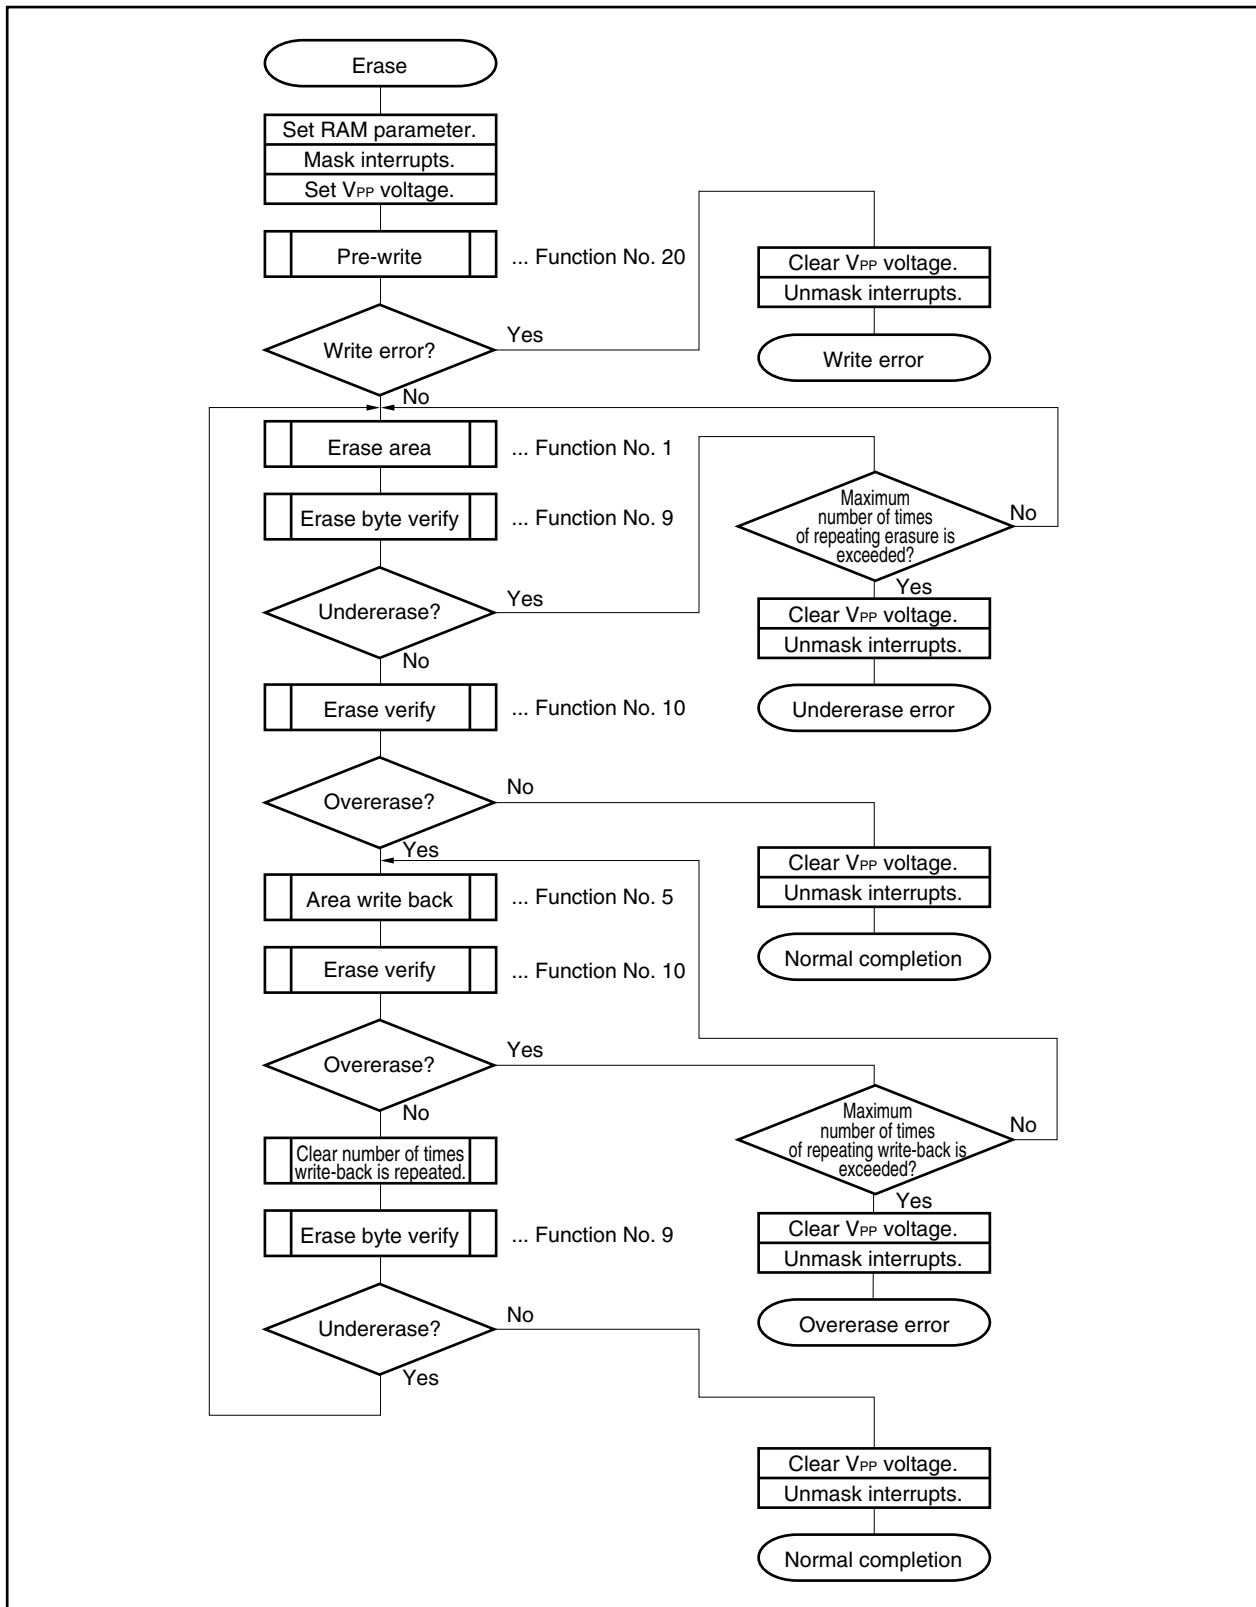 Erase
Set RAM parameter.
Mask interrupts.
Set VPP voltage.
Pre-write
... Function No. 20
Clear VPP voltage.
Unmask interrupts.
Write error?
Yes
Write error
No
Erase area
... Function No. 1
Erase byte verify
... Function No. 9
Maximum
number of times
of repeating erasure is
exceeded?
No
Undererase?
Yes
Yes
Clear VPP voltage.
Unmask interrupts.
No
Erase verify
... Function No. 10
Undererase error
Overerase?
No
Yes
Clear VPP voltage.
Unmask interrupts.
Area write back
... Function No. 5
Normal completion
Erase verify
... Function No. 10
Overerase?
Yes
Maximum
number of times
of repeating write-back is
exceeded?
No
No
Clear number of times
write-back is repeated.
Yes
Clear VPP voltage.
Unmask interrupts.
Erase byte verify
... Function No. 9
Overerase error
Undererase?
No
Yes
Clear VPP voltage.
Unmask interrupts.
Normal completion